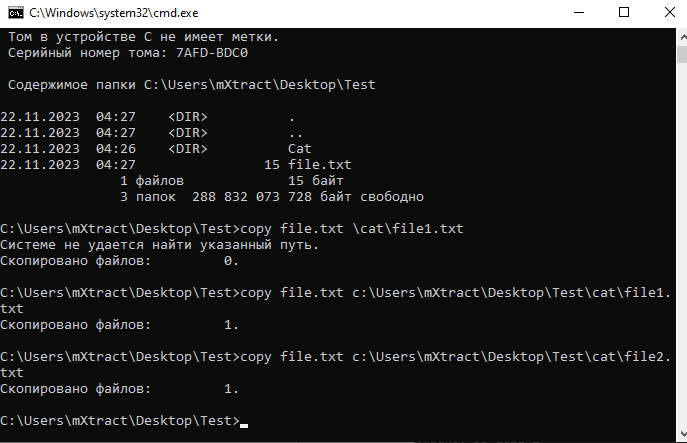 C:\Windows\system32\cmd.exe
Том в устройстве C не имеет метки.
Серийный номер тома: 7AFD-BDC0
Содержимое папки C:\Users\mXtract\Desktop\Test
22.11.2023  04:27    <DIR>          .
22.11.2023  04:27    <DIR>          ..
22.11.2023  04:26    <DIR>          Cat
22.11.2023  04:27                15 file.txt
1 файлов             15 байт
3 папок  288 832 073 728 байт свободно
C:\Users\mXtract\Desktop\Test>copy file.txt \cat\file1.txt
Системе не удается найти указанный путь.
Скопировано файлов:         0.
C:\Users\mXtract\Desktop\Test>copy file.txt c:\Users\mXtract\Desktop\Test\cat\file1.
txt
Скопировано файлов:         1.
C:\Users\mXtract\Desktop\Test>copy file.txt c:\Users\mXtract\Desktop\Test\cat\file2.
txt
Скопировано файлов:         1.
C:\Users\mXtract\Desktop\Test>